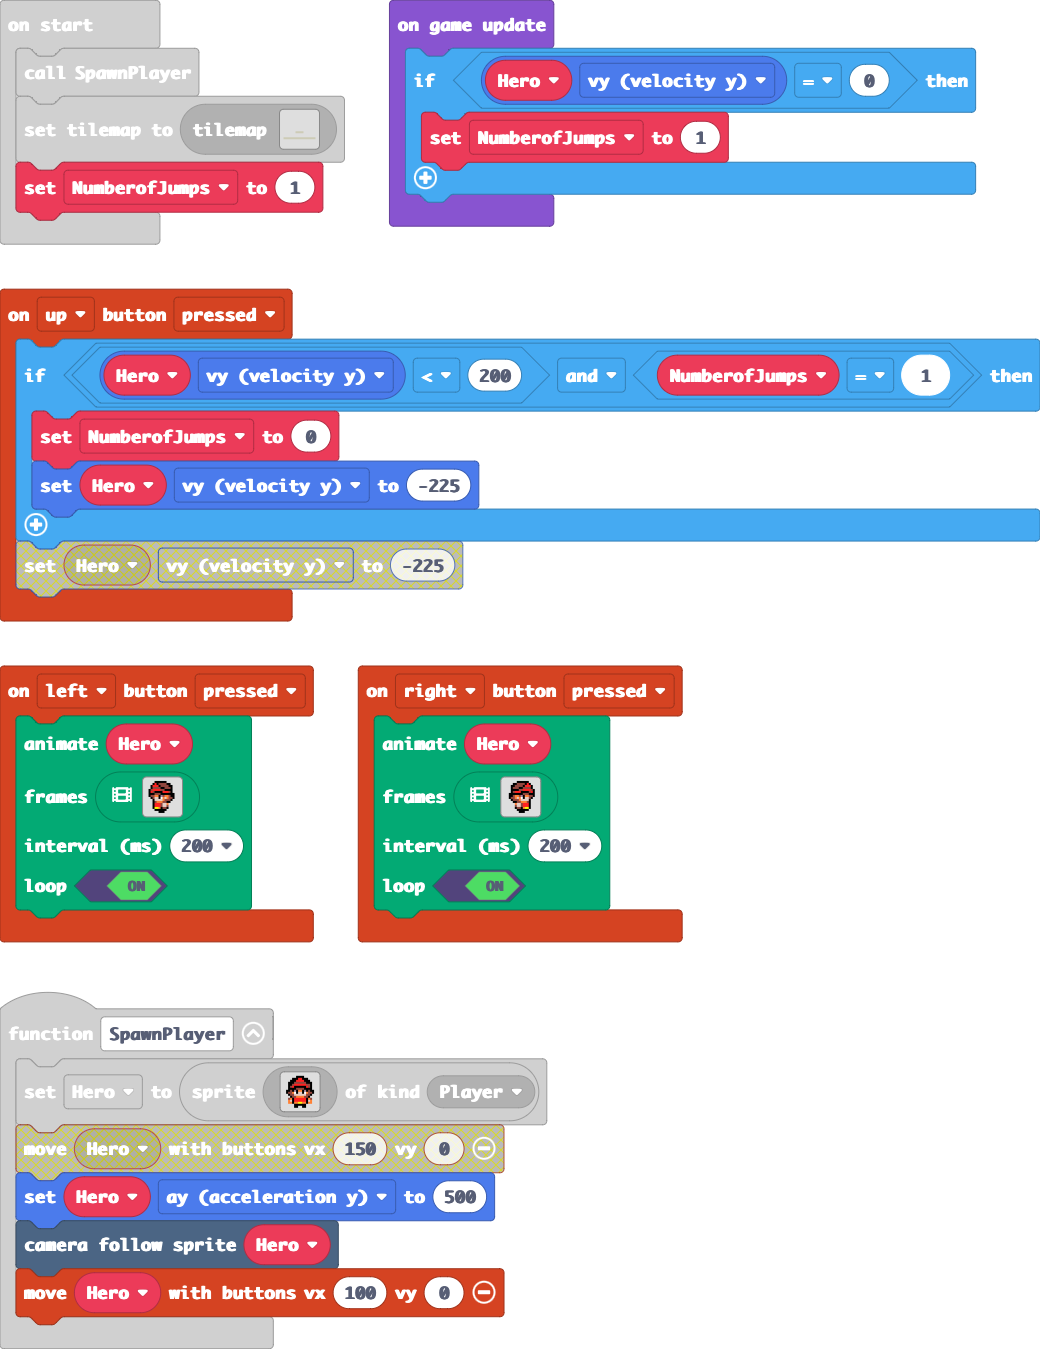 on start
call SpawnPlayer
set tilemap to tilemap
set NumberofJumps to 1
on game update
if Hero vy (velocity y) = 0 then
set NumberofJumps to 1
on up button pressed
if Hero vy (velocity y) < 200 and NumberofJumps = 1 then
set NumberofJumps to 0
set Hero vy (velocity y) to -225
set Hero vy (velocity y) to -225
on left button pressed
animate Hero
frames
interval (ms) 200
loop ON
on right button pressed
animate Hero
frames
interval (ms) 200
loop ON
function SpawnPlayer
set Hero to sprite of kind Player
move Hero with buttons vx 150 vy 0
set Hero ay (acceleration y) to 500
camera follow sprite Hero
move Hero with buttons vx 100 vy 0